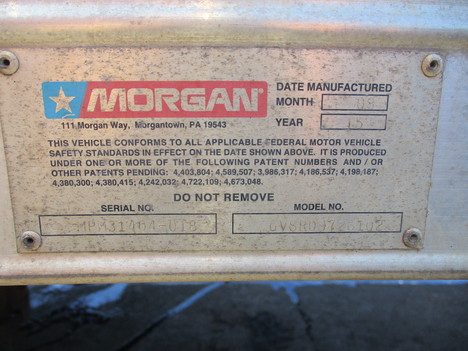 MORGAN
111 Morgan Way, Morgantown, PA 19543
DATE MANUFACTURED
MONTH
YEAR
THIS VEHICLE CONFORMS TO ALL APPLICABLE FEDERAL MOTOR VEHICLE
SAFETY STANDARDS IN EFFECT ON THE DATE SHOWN ABOVE. IT IS PRODUCED
UNDER ONE OR MORE OF THE FOLLOWING PATENT NUMBERS AND / OR
OTHER PATENTS PENDING: 4,403,804; 4,589,507; 3,986,317; 4,186,537; 4,198,187;
4,380,300; 4,380,415; 4,242,032; 4,722,109; 4,673,048.
DO NOT REMOVE
SERIAL NO.
MODEL NO.